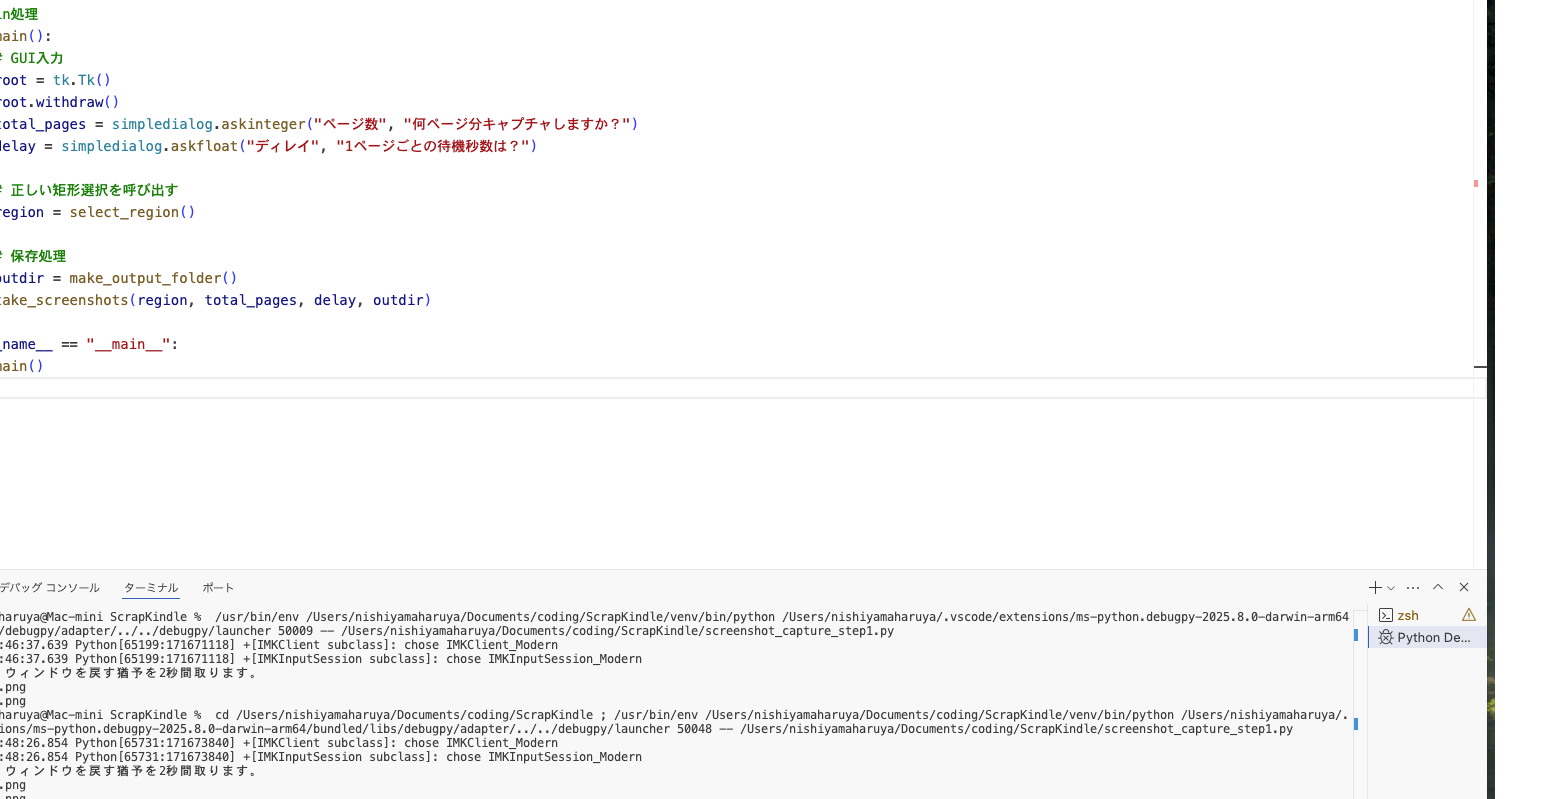 in処理
main():
# GUI入力
root = tk.Tk()
root.withdraw()
total_pages = simpledialog.askinteger("ページ数", "何ページ分キャプチャしますか？")
delay = simpledialog.askfloat("ディレイ", "1ページごとの待機秒数は？")
# 正しい矩形選択を呼び出す
region = select_region()
# 保存処理
outdir = make_output_folder()
take_screenshots(region, total_pages, delay, outdir)
_name__ == "__main__":
main()
デバッグ コンソール ターミナル ポート
haruya@Mac-mini ScrapKindle %  /usr/bin/env /Users/nishiyamaharuya/Documents/coding/ScrapKindle/venv/bin/python /Users/nishiyamaharuya/.vscode/extensions/ms-python.debugpy-2025.8.0-darwin-arm64
/debugpy/adapter/../../debugpy/launcher 50009 -- /Users/nishiyamaharuya/Documents/coding/ScrapKindle/screenshot_capture_step1.py
:46:37.639 Python[65199:171671118] +[IMKClient subclass]: chose IMKClient_Modern
:46:37.639 Python[65199:171671118] +[IMKInputSession subclass]: chose IMKInputSession_Modern
ウィンドウを戻す猶予を2秒間取ります。
.png
.png
haruya@Mac-mini ScrapKindle %  cd /Users/nishiyamaharuya/Documents/coding/ScrapKindle ; /usr/bin/env /Users/nishiyamaharuya/Documents/coding/ScrapKindle/venv/bin/python /Users/nishiyamaharuya/.
ions/ms-python.debugpy-2025.8.0-darwin-arm64/bundled/libs/debugpy/adapter/../../debugpy/launcher 50048 -- /Users/nishiyamaharuya/Documents/coding/ScrapKindle/screenshot_capture_step1.py
:48:26.854 Python[65731:171673840] +[IMKClient subclass]: chose IMKClient_Modern
:48:26.854 Python[65731:171673840] +[IMKInputSession subclass]: chose IMKInputSession_Modern
ウィンドウを戻す猶予を2秒間取ります。
.png
.png
zsh
Python De...